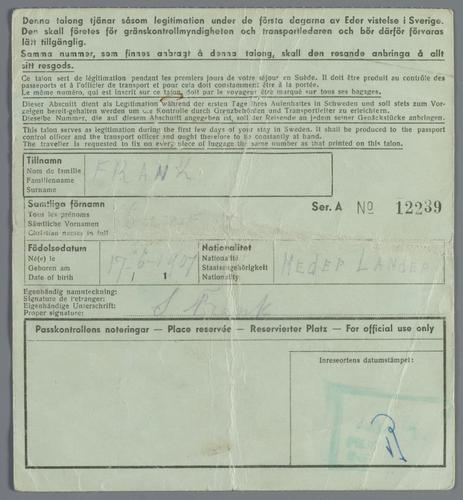 Denna talong tjänar såsom legitimation under de första dagarna av Eder vistelse i Sverige.
Den skall företes för gränskontrollmyndigheten och transportledaren och bör därför förvaras
lätt tillgänglig.
Samma nummer, som finnes anbragt å denna talong, skall den resande anbringa å allt
sitt resgods.
Ce talon sert de légitimation pendant les premiers jours de votre séjour en Suède. Il doit être produit au contrôle des
passeports et à l'officier de transport et pour cela doit constamment être à la portée.
Le même numéro, qui est inscrit sur ce talon doit par le voyageur être marqué sur tous ses bagages.
Dieser Abscnitt dient als Legitimation während der ersten Tage Ihres Aufenhaltes in Schweden und soll stets zum Vor-
zeigen bereit-gehalten werden um die Kontrolle durch Grenzbehörden und Transportleiter zu erleichtern.
Dieselbe Nummer, die auf diesem Abschnitt angegeben ist, soll der Reisende an jedem seiner Gepäckstücke anbringen.
This talon serves as legitimation during the first few days of your stay in Sweden. It shall be produced to the passport
control officer and the transport officer and ought therefore to be constantly at hand.
The traveller is requested to fix on every piece of luggage the same number as that printed on this talon.
Tillnamn
Nom de famille
Familienname
Surname
FRANK
Samtliga förnamn
Tous les prénoms
Sämtliche Vornamen
Christian names in full
Ser. A No 12239
Födelsedatum
Né(e) le
Geboren am
Date of birth
/ 1
Nationalitet
Nationalité
Staatsangehörigkeit
Nationality
NEDERLANDER
Egenhändig namnteckning:
Signature de l'etranger:
Eigenhändige Unterschrift:
Proper signature:
S Frank
Passkontrollens noteringar — Place reservée — Reservierter Platz — For official use only
Inreseortens datumstämpel: